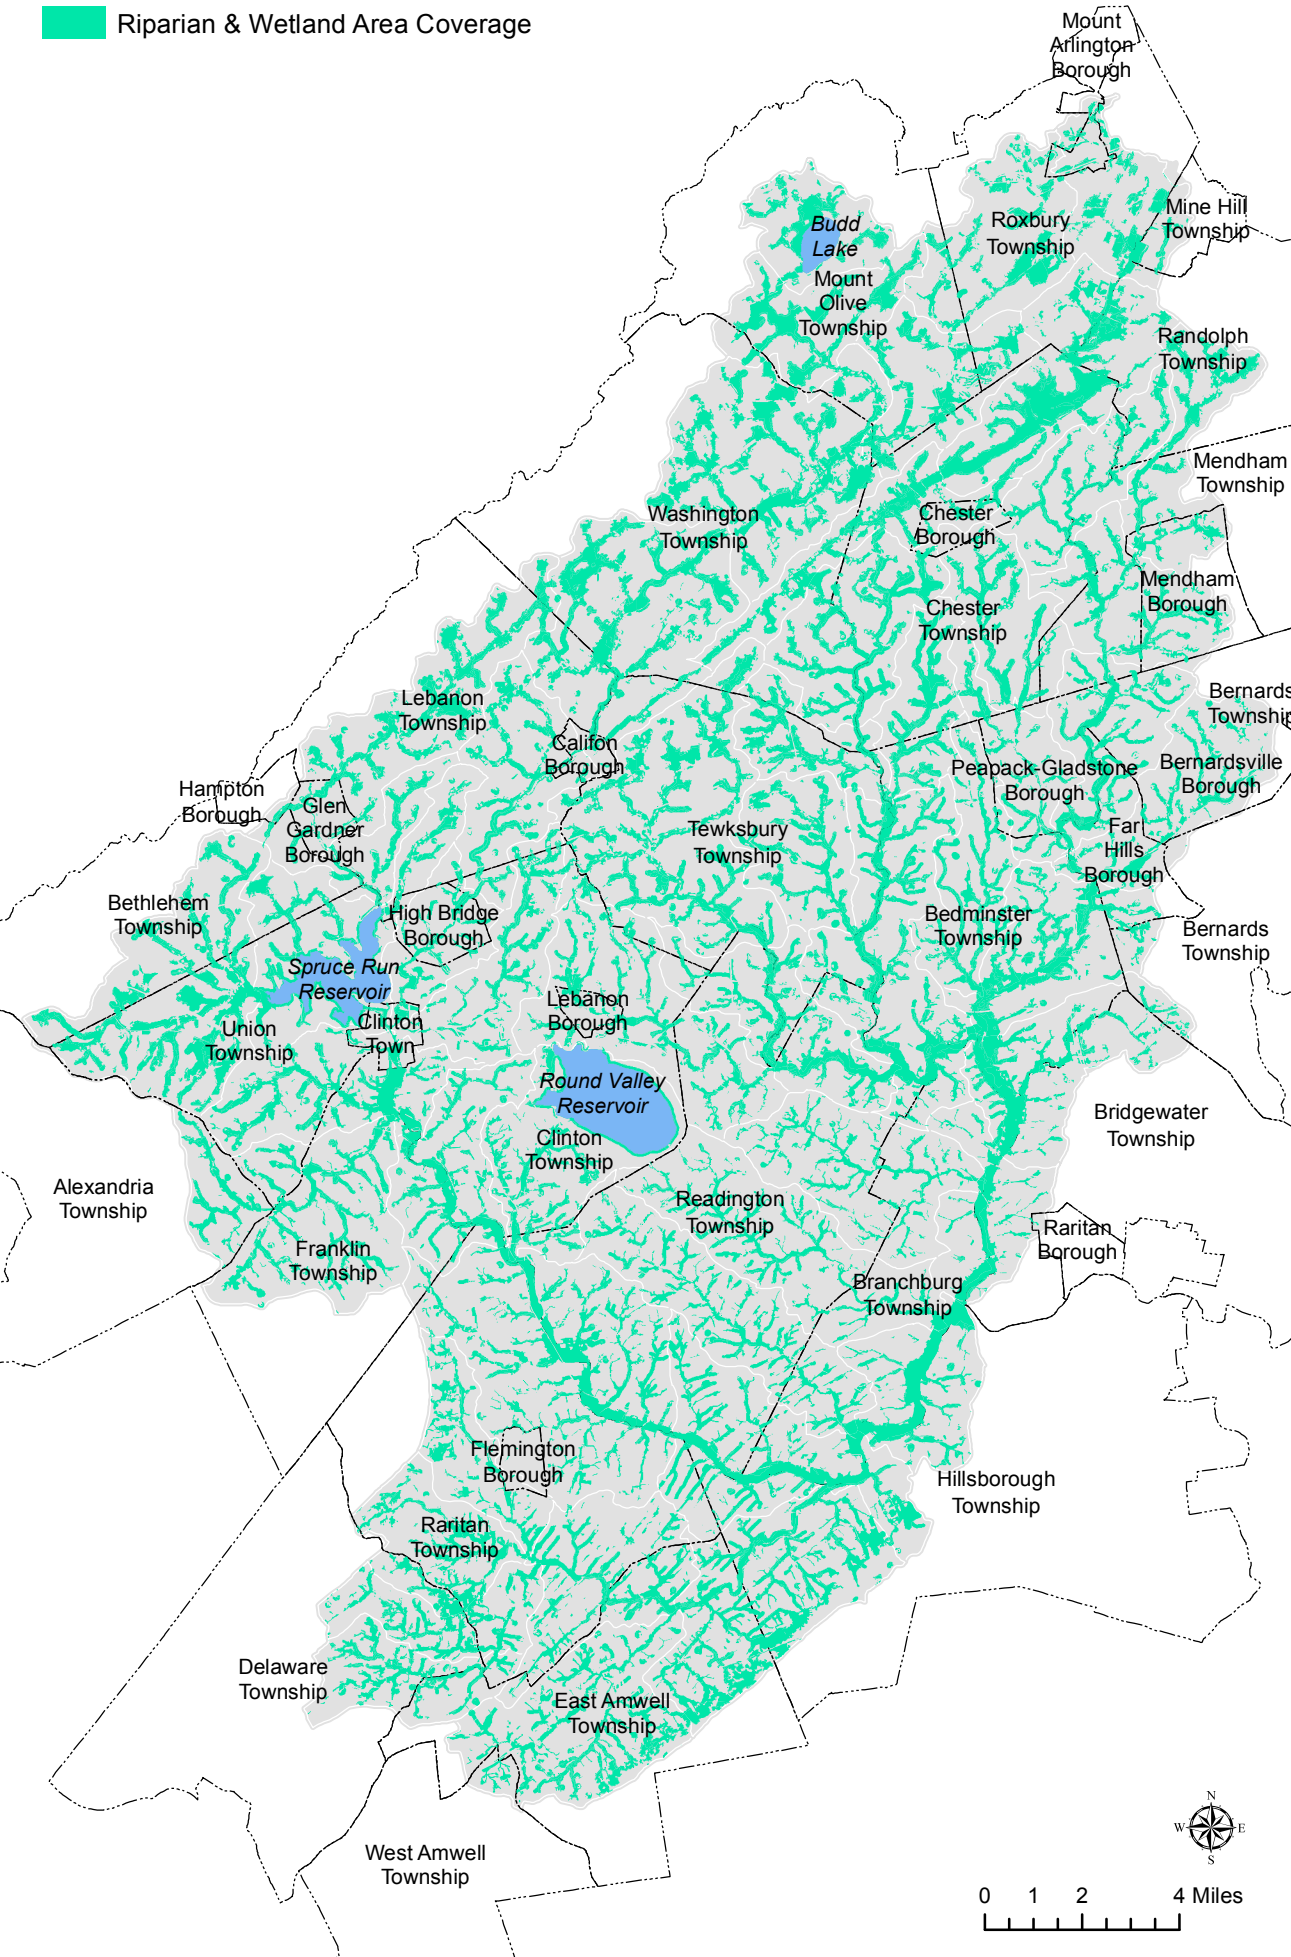 Riparian & Wetland Area Coverage
Mount
Arlington
Borough
Mine Hill
Township
Roxbury
Township
Budd
Lake
Mount
Olive
Township
Randolph
Township
Mendham
Township
Washington
Township
Chester
Borough
Mendham
Borough
Chester
Township
Lebanon
Township
Bernards
Township
Califon
Borough
Peapack-Gladstone
Borough
Bernardsville
Borough
Hampton
Borough
Glen
Gardner
Borough
Tewksbury
Township
Far
Hills
Borough
Bethlehem
Township
High Bridge
Borough
Bedminster
Township
Bernards
Township
Spruce Run
Reservoir
Lebanon
Borough
Clinton
Town
Union
Township
Round Valley
Reservoir
Bridgewater
Township
Clinton
Township
Alexandria
Township
Readington
Township
Raritan
Borough
Franklin
Township
Branchburg
Township
Flemington
Borough
Hillsborough
Township
Raritan
Township
Delaware
Township
East Amwell
Township
West Amwell
Township
N
W E
S
0 1 2 4 Miles